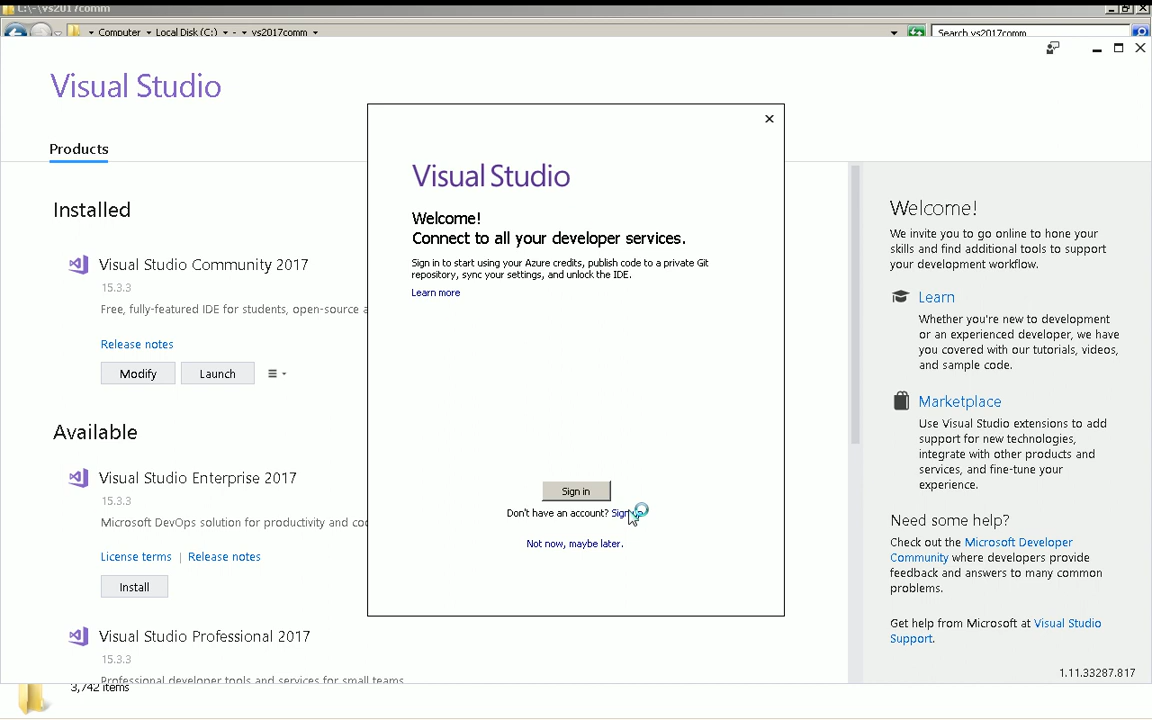 C:\-\vs2017comm
Computer
Local Disk (C:)
-
vs2017comm
Search vs2017comm
Visual Studio
Products
Installed
Visual Studio Community 2017
15.3.3
Free, fully-featured IDE for students, open-source a
Release notes
Modify
Launch
Available
Visual Studio Enterprise 2017
15.3.3
Microsoft DevOps solution for productivity and coo
License terms | Release notes
Install
Visual Studio Professional 2017
15.3.3
Professional developer tools and services for small teams
3,742 items
Visual Studio
Welcome!
Connect to all your developer services.
Sign in to start using your Azure credits, publish code to a private Git
repository, sync your settings, and unlock the IDE.
Learn more
Sign in
Don't have an account? Sign
Not now, maybe later.
Welcome!
We invite you to go online to hone your
skills and find additional tools to support
your development workflow.
Learn
Whether you're new to development
or an experienced developer, we have
you covered with our tutorials, videos,
and sample code.
Marketplace
Use Visual Studio extensions to add
support for new technologies,
integrate with other products and
services, and fine-tune your
experience.
Need some help?
Check out the Microsoft Developer
Community where developers provide
feedback and answers to many common
problems.
Get help from Microsoft at Visual Studio
Support.
1.11.33287.817